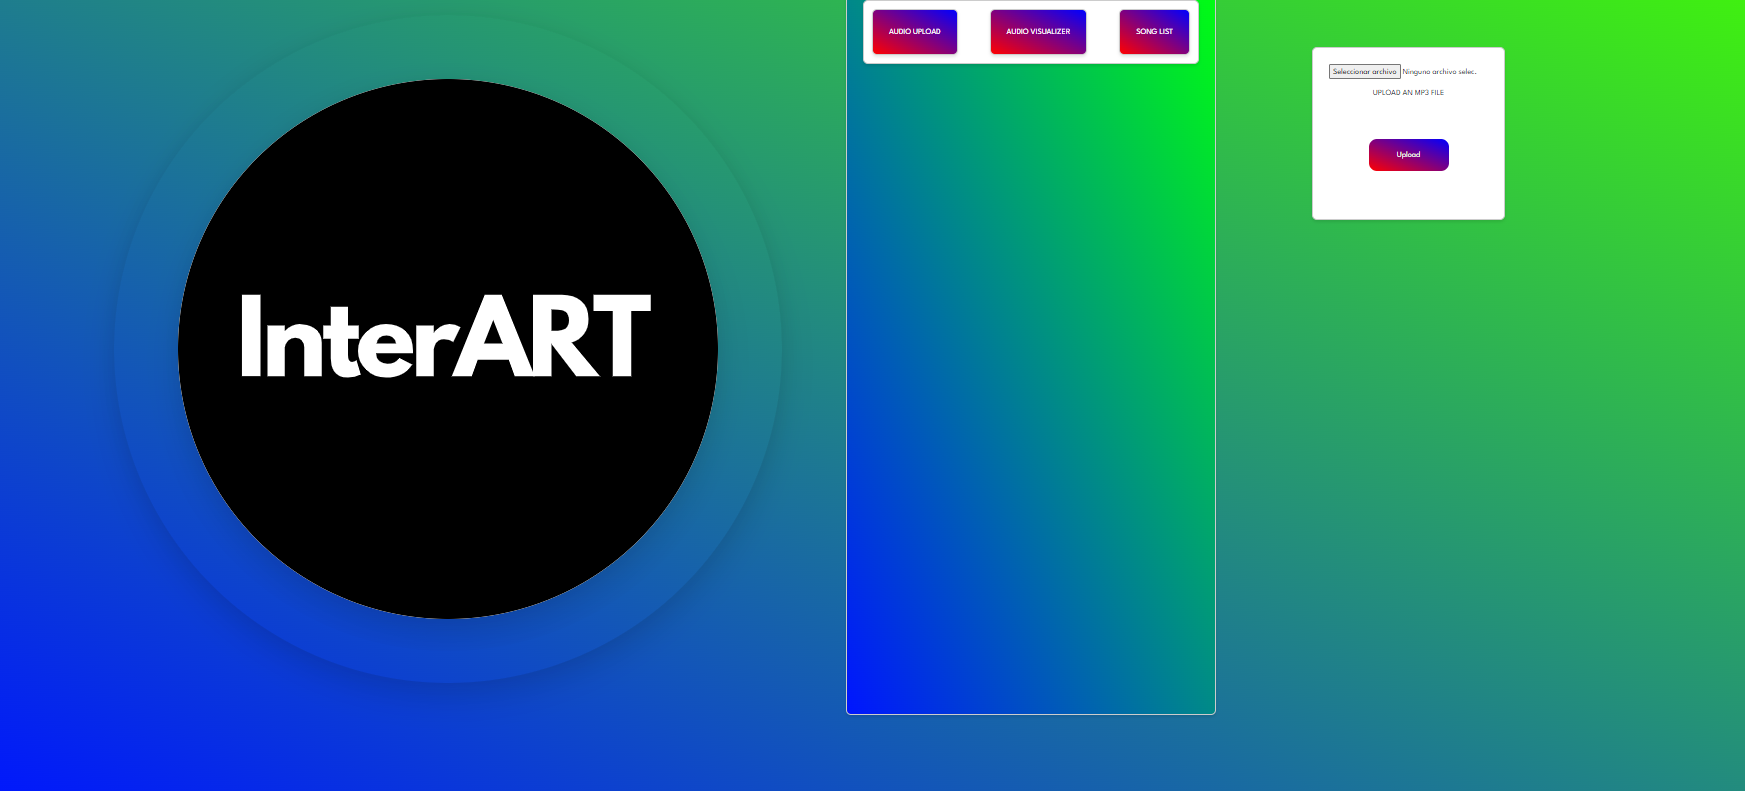 InterART
AUDIO UPLOAD
AUDIO VISUALIZER
SONG LIST
Seleccionar archivo Ninguno archivo selec.
UPLOAD AN MP3 FILE
Upload